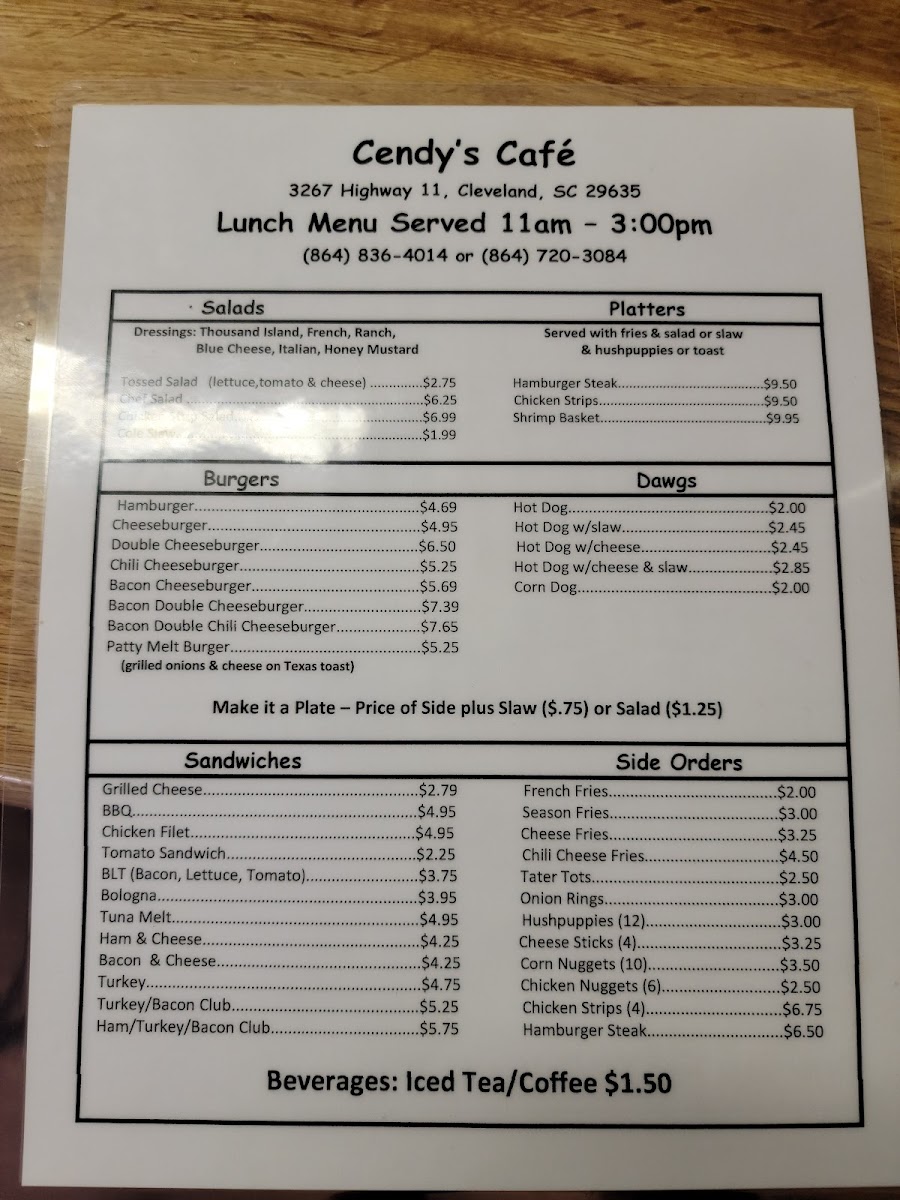 Cendy's Café
3267 Highway 11, Cleveland, SC 29635
Lunch Menu Served 11am – 3:00pm
(864) 836-4014 or (864) 720-3084
Salads
Dressings: Thousand Island, French, Ranch,
Blue Cheese, Italian, Honey Mustard
Tossed Salad (lettuce,tomato & cheese) ............$2.75
Chef Salad ............$6.25
............$6.99
Cole Slaw ............$1.99
Platters
Served with fries & salad or slaw
& hushpuppies or toast
Hamburger Steak............$9.50
Chicken Strips............$9.50
Shrimp Basket............$9.95
Burgers
Hamburger............$4.69
Cheeseburger............$4.95
Double Cheeseburger............$6.50
Chili Cheeseburger............$5.25
Bacon Cheeseburger............$5.69
Bacon Double Cheeseburger............$7.39
Bacon Double Chili Cheeseburger............$7.65
Patty Melt Burger............$5.25
(grilled onions & cheese on Texas toast)
Dawgs
Hot Dog............$2.00
Hot Dog w/slaw............$2.45
Hot Dog w/cheese............$2.45
Hot Dog w/cheese & slaw............$2.85
Corn Dog............$2.00
Make it a Plate – Price of Side plus Slaw ($.75) or Salad ($1.25)
Sandwiches
Grilled Cheese............$2.79
BBQ............$4.95
Chicken Filet............$4.95
Tomato Sandwich............$2.25
BLT (Bacon, Lettuce, Tomato)............$3.75
Bologna............$3.95
Tuna Melt............$4.95
Ham & Cheese............$4.25
Bacon & Cheese............$4.25
Turkey............$4.75
Turkey/Bacon Club............$5.25
Ham/Turkey/Bacon Club............$5.75
Side Orders
French Fries............$2.00
Season Fries............$3.00
Cheese Fries............$3.25
Chili Cheese Fries............$4.50
Tater Tots............$2.50
Onion Rings............$3.00
Hushpuppies (12)............$3.00
Cheese Sticks (4)............$3.25
Corn Nuggets (10)............$3.50
Chicken Nuggets (6)............$2.50
Chicken Strips (4)............$6.75
Hamburger Steak............$6.50
Beverages: Iced Tea/Coffee $1.50